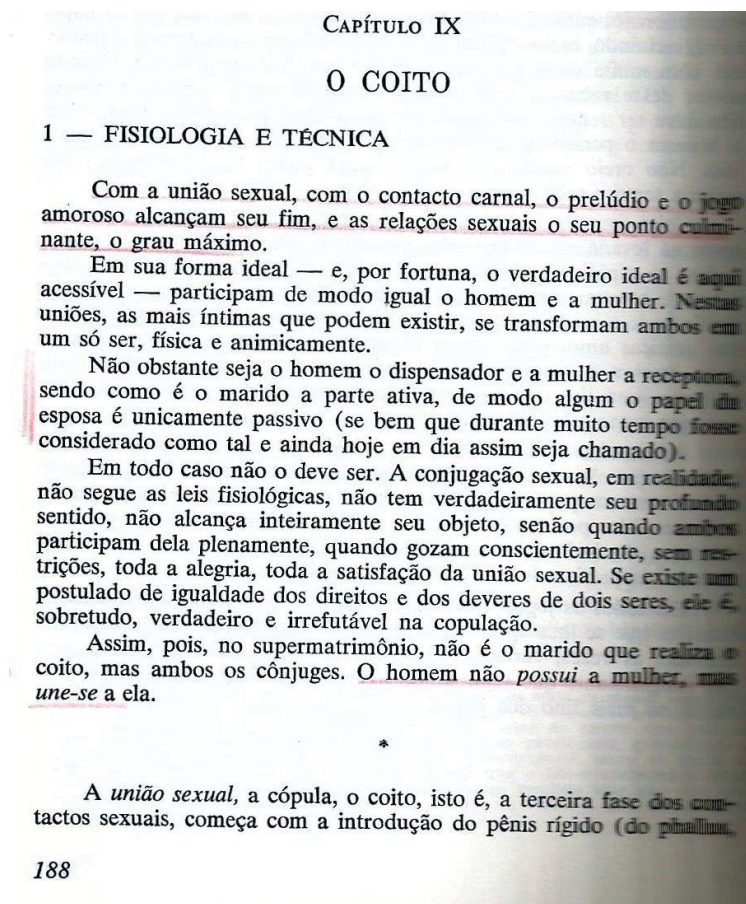 CAPÍTULO IX
O COITO
1 — FISIOLOGIA E TÉCNICA
Com a união sexual, com o contacto carnal, o prelúdio e o jogo
amoroso alcançam seu fim, e as relações sexuais o seu ponto culmi-
nante, o grau máximo.
Em sua forma ideal — e, por fortuna, o verdadeiro ideal é aqui
acessível — participam de modo igual o homem e a mulher. Nestas
uniões, as mais íntimas que podem existir, se transformam ambos em
um só ser, física e animicamente.
Não obstante seja o homem o dispensador e a mulher a receptora,
sendo como é o marido a parte ativa, de modo algum o papel da
esposa é unicamente passivo (se bem que durante muito tempo fosse
considerado como tal e ainda hoje em dia assim seja chamado).
Em todo caso não o deve ser. A conjugação sexual, em realidade,
não segue as leis fisiológicas, não tem verdadeiramente seu profundo
sentido, não alcança inteiramente seu objeto, senão quando ambos
participam dela plenamente, quando gozam conscientemente, sem res-
trições, toda a alegria, toda a satisfação da união sexual. Se existe um
postulado de igualdade dos direitos e dos deveres de dois seres, ele é,
sobretudo, verdadeiro e irrefutável na copulação.
Assim, pois, no supermatrimônio, não é o marido que realiza o
coito, mas ambos os cônjuges. O homem não possui a mulher, mas
une-se a ela.
*
A união sexual, a cópula, o coito, isto é, a terceira fase dos con-
tactos sexuais, começa com a introdução do pênis rígido (do phallus,
188